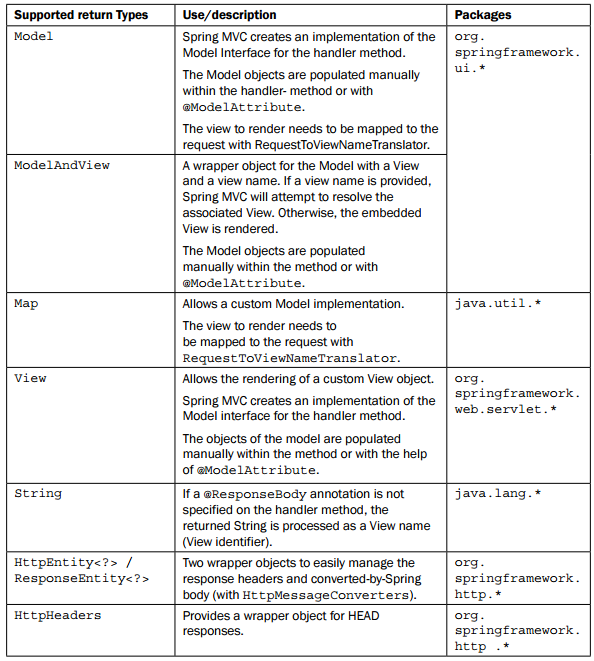 Supported return Types Use/description Packages
Model Spring MVC creates an implementation of the org.
Model Interface for the handler method. springframework.
ui.*
The Model objects are populated manually
within the handler- method or with
@ModelAttribute.
The view to render needs to be mapped to the
request with RequestToViewNameTranslator.
ModelAndView A wrapper object for the Model with a View
and a view name. If a view name is provided,
Spring MVC will attempt to resolve the
associated View. Otherwise, the embedded
View is rendered.
The Model objects are populated
manually within the method or with
@ModelAttribute.
Map Allows a custom Model implementation. java.util.*
The view to render needs to
be mapped to the request with
RequestToViewNameTranslator.
View Allows the rendering of a custom View object. org.
springframework.
Spring MVC creates an implementation of the web.servlet.*
Model interface for the handler method.
The objects of the model are populated
manually within the method or with the help
of @ModelAttribute.
String If a @ResponseBody annotation is not java.lang.*
specified on the handler method, the
returned String is processed as a View name
(View identifier).
HttpEntity<?> / Two wrapper objects to easily manage the org.
ResponseEntity<?> response headers and converted-by-Spring springframework.
body (with HttpMessageConverters). http.*
HttpHeaders Provides a wrapper object for HEAD org.
responses. springframework.
http .*